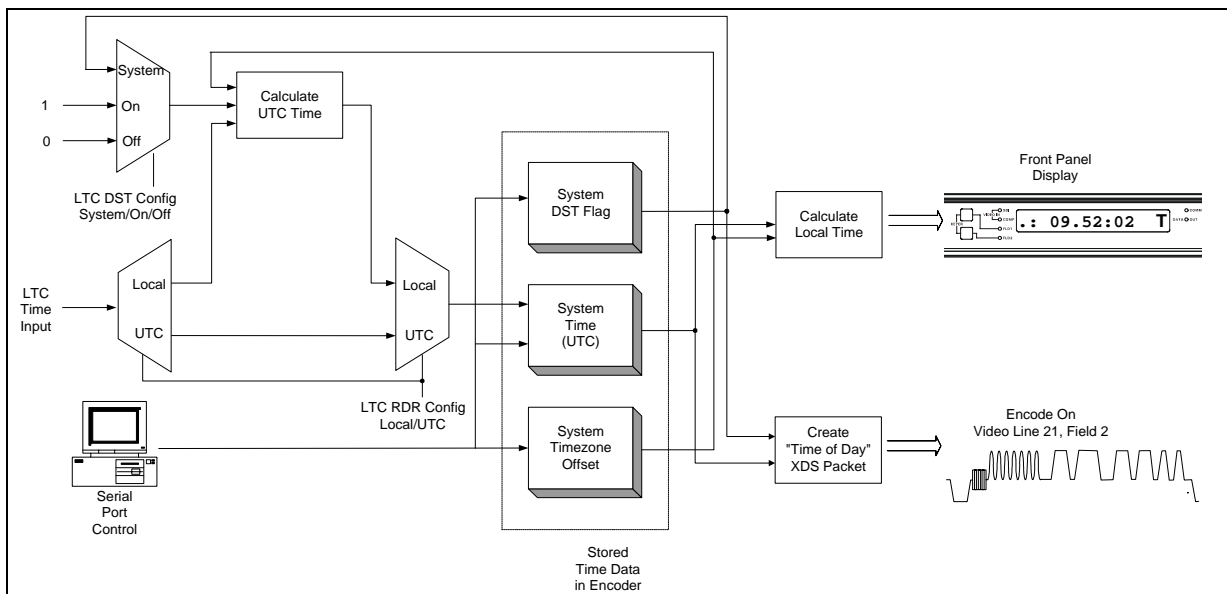 System
1
On
0
Off
LTC DST Config
System/On/Off
Calculate
UTC Time
LTC
Time
Input
Local
UTC
Local
UTC
LTC RDR Config
Local/UTC
Serial
Port
Control
System
DST Flag
System
Time
(UTC)
System
Timezone
Offset
Stored
Time Data
in Encoder
Calculate
Local Time
Front Panel
Display
.: 09.52:02 T
Create
"Time of Day"
XDS Packet
Encode On
Video Line 21, Field 2